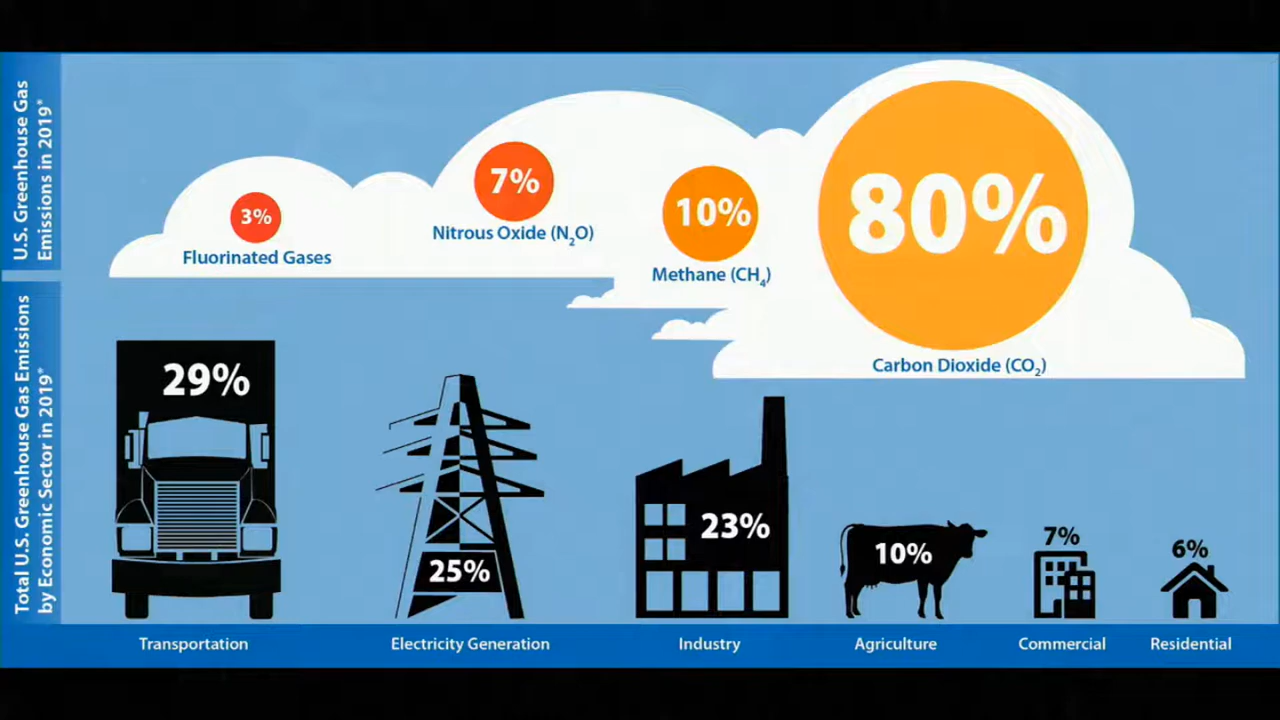 U.S. Greenhouse Gas
Emissions in 2019*
3%
Fluorinated Gases
7%
Nitrous Oxide (N₂O)
10%
Methane (CH₄)
80%
Carbon Dioxide (CO₂)
Total U.S. Greenhouse Gas Emissions
by Economic Sector in 2019*
29%
25%
23%
10%
7%
6%
Transportation
Electricity Generation
Industry
Agriculture
Commercial
Residential